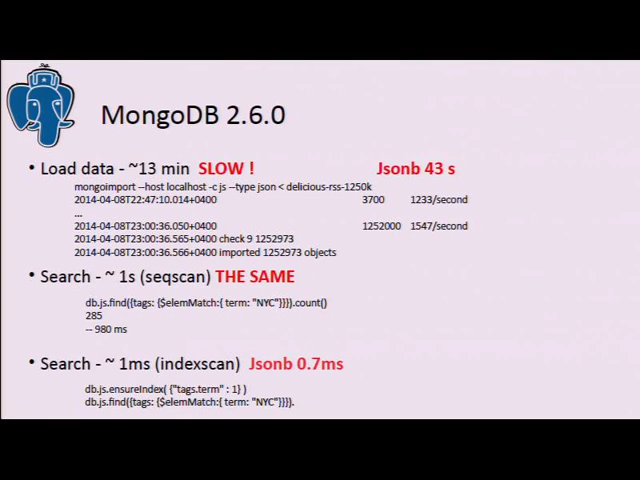 MongoDB 2.6.0
• Load data - ~13 min SLOW ! Jsonb 43 s
mongoimport --host localhost -c js --type json < delicious-rss-1250k
2014-04-08T22:47:10.014+0400 3700 1233/second
...
2014-04-08T23:00:36.050+0400 1252000 1547/second
2014-04-08T23:00:36.565+0400 check 9 1252973
2014-04-08T23:00:36.566+0400 imported 1252973 objects
• Search - ~ 1s (seqscan) THE SAME
db.js.find({tags: {$elemMatch:{ term: "NYC"}}}).count()
285
-- 980 ms
• Search - ~ 1ms (indexscan) Jsonb 0.7ms
db.js.ensureIndex( {"tags.term" : 1} )
db.js.find({tags: {$elemMatch:{ term: "NYC"}}}).